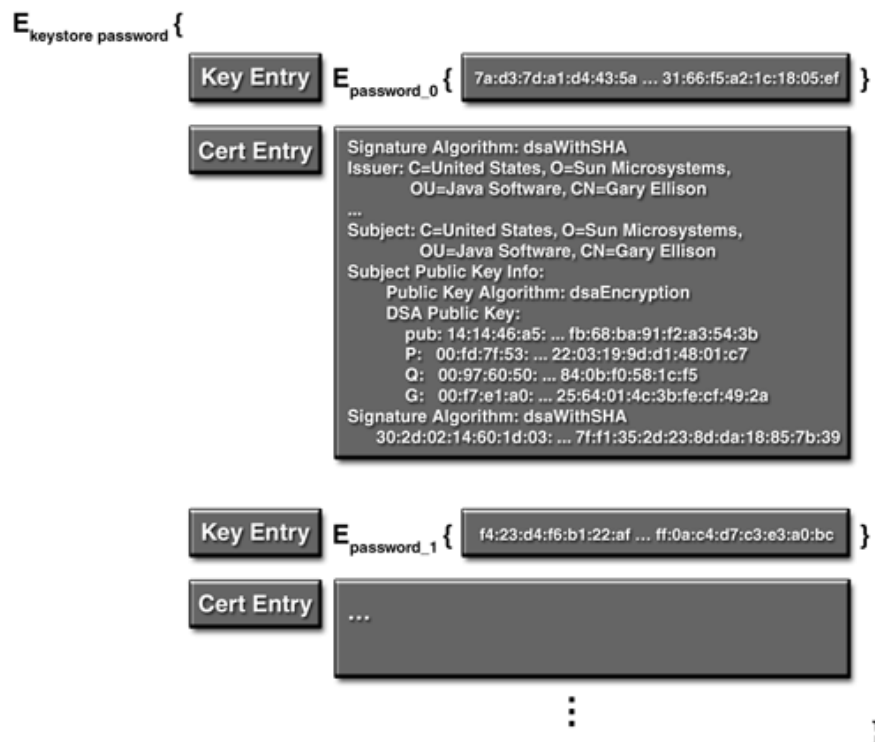 E keystore password {
Key Entry E password_0 { 7a:d3:7d:a1:d4:43:5a ... 31:66:f5:a2:1c:18:05:ef }
Cert Entry
Signature Algorithm: dsaWithSHA
Issuer: C=United States, O=Sun Microsystems,
OU=Java Software, CN=Gary Ellison
...
Subject: C=United States, O=Sun Microsystems,
OU=Java Software, CN=Gary Ellison
Subject Public Key Info:
Public Key Algorithm: dsaEncryption
DSA Public Key:
pub: 14:14:46:a5: ... fb:68:ba:91:f2:a3:54:3b
P: 00:fd:7f:53: ... 22:03:19:9d:d1:48:01:c7
Q: 00:97:60:50: ... 84:0b:f0:58:1c:f5
G: 00:f7:e1:a0: ... 25:64:01:4c:3b:fe:cf:49:2a
Signature Algorithm: dsaWithSHA
30:2d:02:14:60:1d:03: ... 7f:f1:35:2d:23:8d:da:18:85:7b:39
Key Entry E password_1 { f4:23:d4:f6:b1:22:af ... ff:0a:c4:d7:c3:e3:a0:bc }
Cert Entry ...
⋮